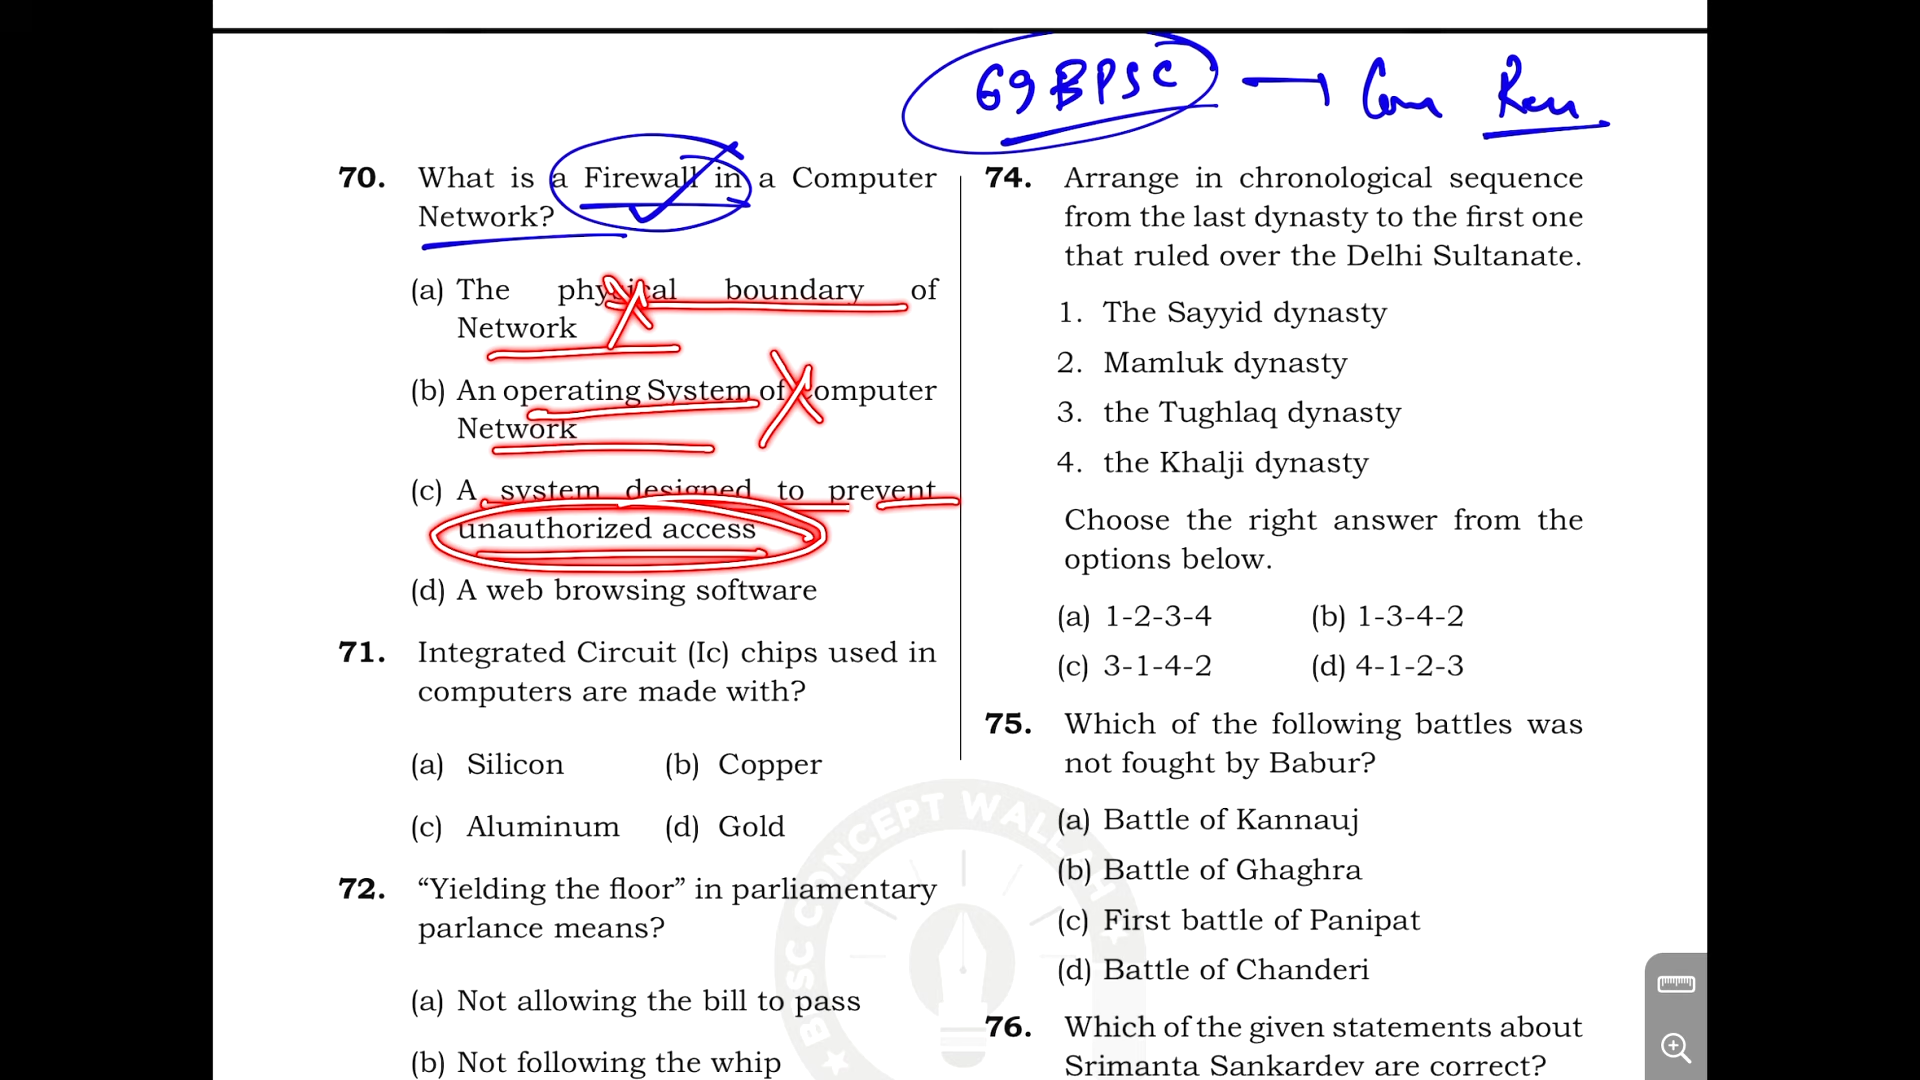 69 BPSC
70. What is a Firewall in a Computer
Network?
(a) The physical boundary of
Network
(b) An operating System of Computer
Network
(c) A system designed to prevent
unauthorized access
(d) A web browsing software
71. Integrated Circuit (Ic) chips used in
computers are made with?
(a) Silicon (b) Copper
(c) Aluminum (d) Gold
72. “Yielding the floor” in parliamentary
parlance means?
(a) Not allowing the bill to pass
(b) Not following the whip
74. Arrange in chronological sequence
from the last dynasty to the first one
that ruled over the Delhi Sultanate.
1. The Sayyid dynasty
2. Mamluk dynasty
3. the Tughlaq dynasty
4. the Khalji dynasty
Choose the right answer from the
options below.
(a) 1-2-3-4 (b) 1-3-4-2
(c) 3-1-4-2 (d) 4-1-2-3
75. Which of the following battles was
not fought by Babur?
(a) Battle of Kannauj
(b) Battle of Ghaghra
(c) First battle of Panipat
(d) Battle of Chanderi
76. Which of the given statements about
Srimanta Sankardev are correct?
BPSC CONCEPT WALLAH